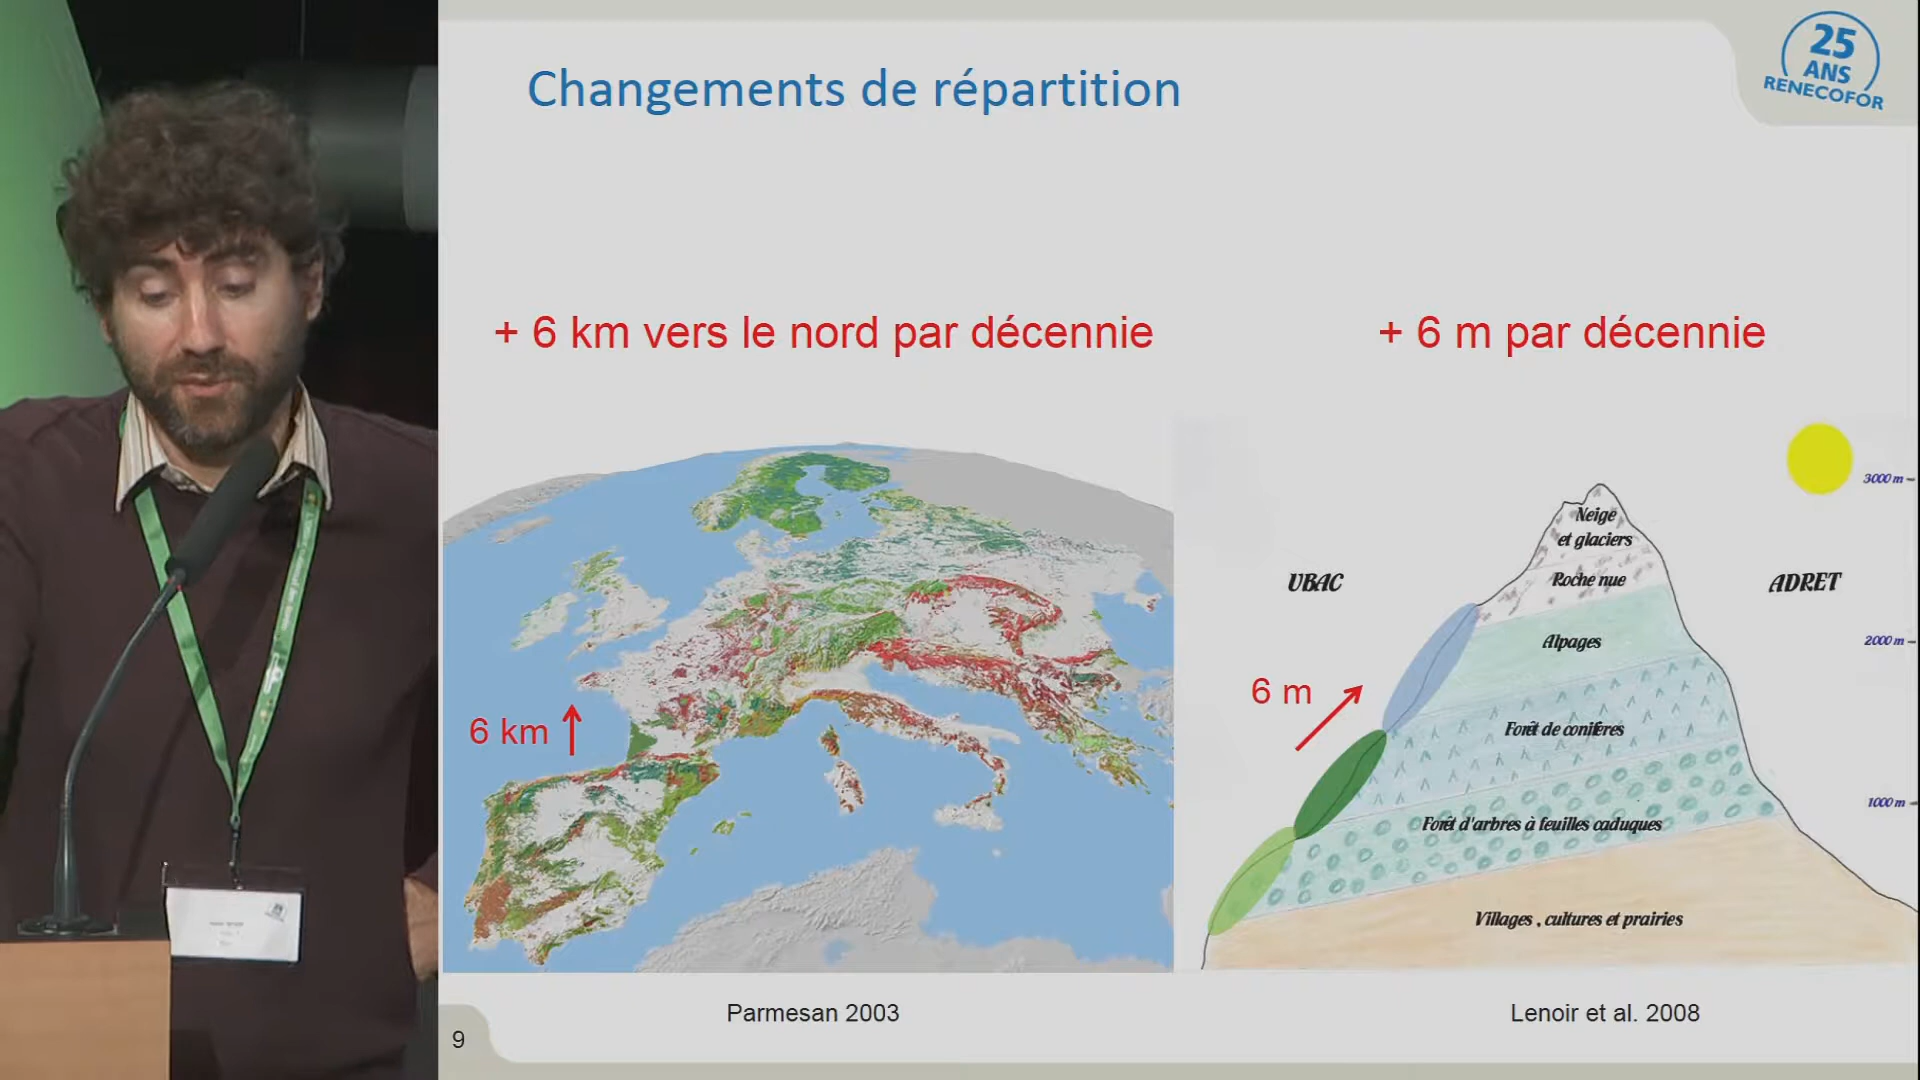 25
ANS
RENECOFOR
Changements de répartition
+ 6 km vers le nord par décennie
+ 6 m par décennie
3000 m
Neige
et glaciers
UBAC
Roche nue
ADRET
Alpages
2000 m
6 m
6 km
Forêt de conifères
1000 m
Forêt d'arbres à feuilles caduques
Villages , cultures et prairies
Parmesan 2003
Lenoir et al. 2008
9